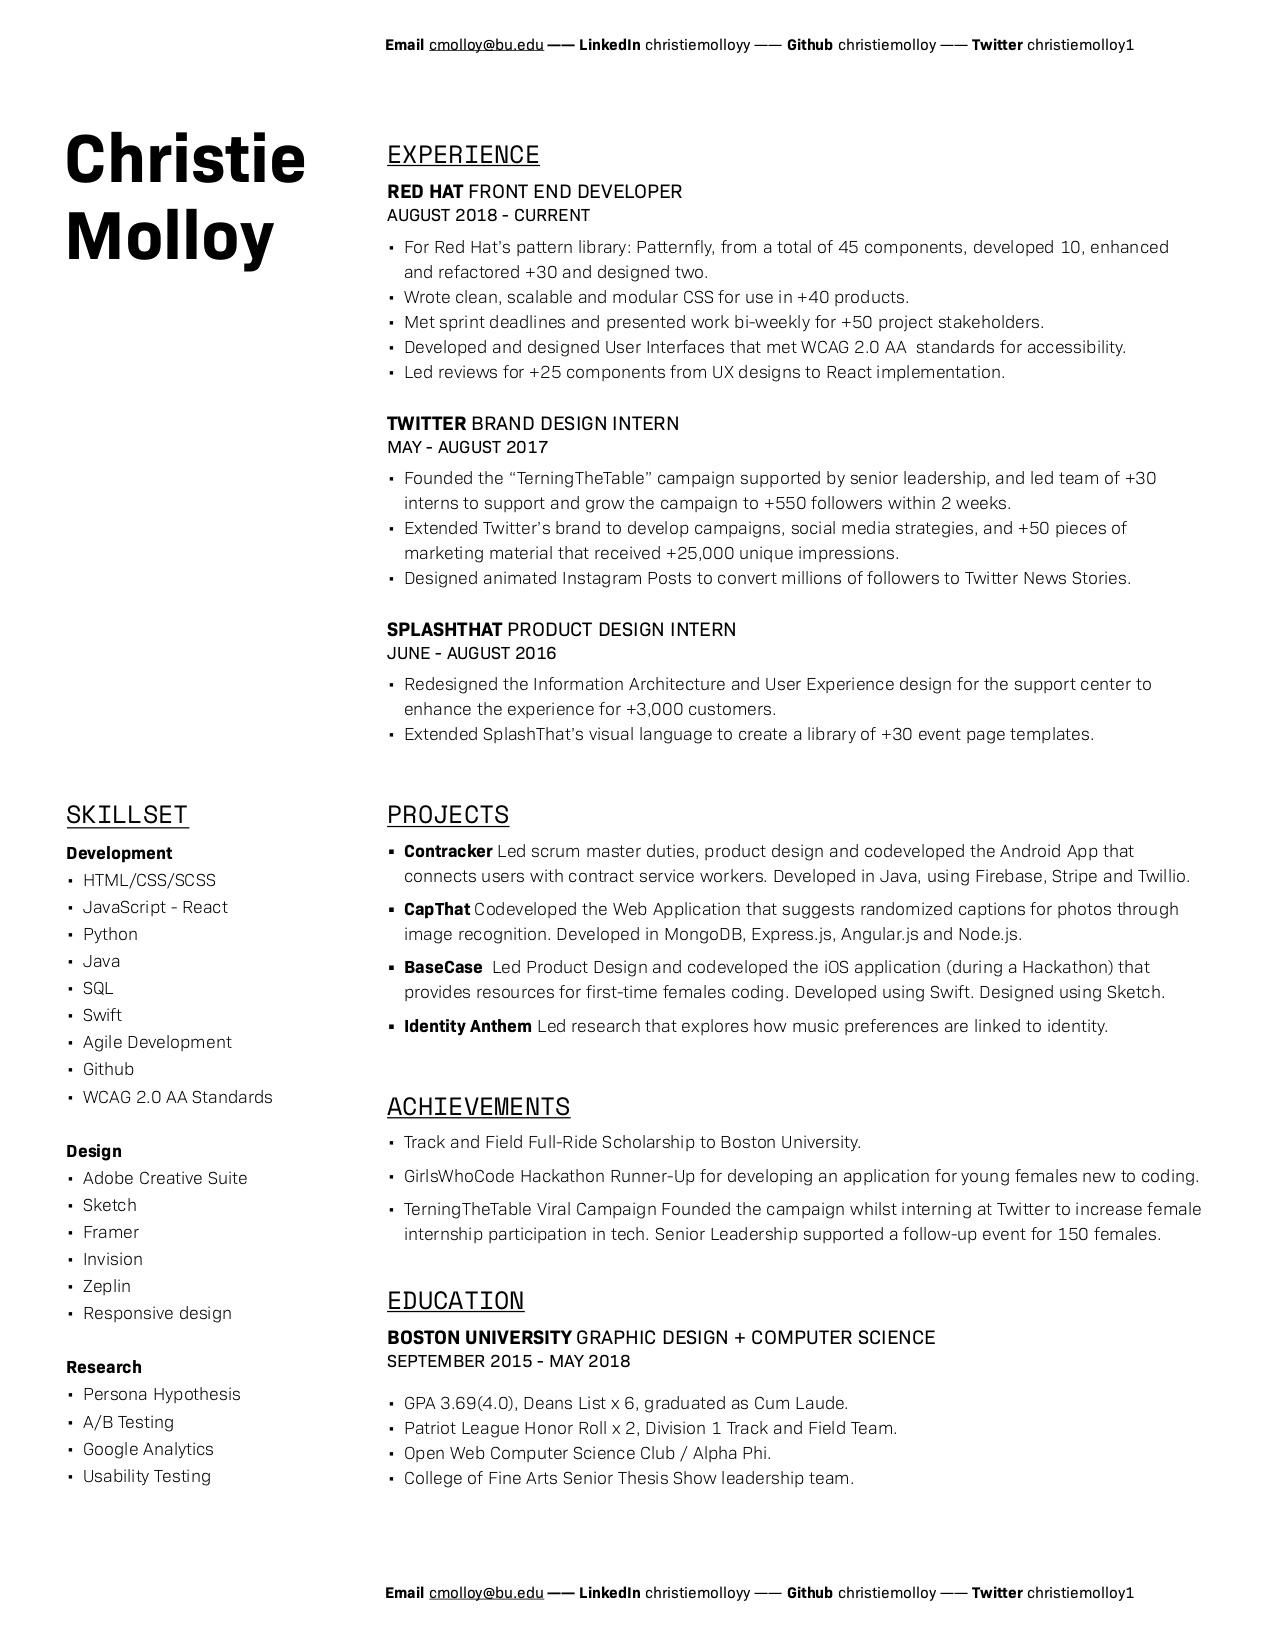 Email cmolloy@bu.edu —— LinkedIn christiemolloyy —— Github christiemolloy —— Twitter christiemolloy1
Christie
Molloy
EXPERIENCE
RED HAT FRONT END DEVELOPER
AUGUST 2018 - CURRENT
▪ For Red Hat’s pattern library: Patternfly, from a total of 45 components, developed 10, enhanced
and refactored +30 and designed two.
▪ Wrote clean, scalable and modular CSS for use in +40 products.
▪ Met sprint deadlines and presented work bi-weekly for +50 project stakeholders.
▪ Developed and designed User Interfaces that met WCAG 2.0 AA  standards for accessibility.
▪ Led reviews for +25 components from UX designs to React implementation.
TWITTER BRAND DESIGN INTERN
MAY - AUGUST 2017
▪ Founded the “TerningTheTable” campaign supported by senior leadership, and led team of +30
interns to support and grow the campaign to +550 followers within 2 weeks.
▪ Extended Twitter’s brand to develop campaigns, social media strategies, and +50 pieces of
marketing material that received +25,000 unique impressions.
▪ Designed animated Instagram Posts to convert millions of followers to Twitter News Stories.
SPLASHTHAT PRODUCT DESIGN INTERN
JUNE - AUGUST 2016
▪ Redesigned the Information Architecture and User Experience design for the support center to
enhance the experience for +3,000 customers.
▪ Extended SplashThat’s visual language to create a library of +30 event page templates.
SKILLSET
Development
▪ HTML/CSS/SCSS
▪ JavaScript - React
▪ Python
▪ Java
▪ SQL
▪ Swift
▪ Agile Development
▪ Github
▪ WCAG 2.0 AA Standards
Design
▪ Adobe Creative Suite
▪ Sketch
▪ Framer
▪ Invision
▪ Zeplin
▪ Responsive design
Research
▪ Persona Hypothesis
▪ A/B Testing
▪ Google Analytics
▪ Usability Testing
PROJECTS
▪ Contracker Led scrum master duties, product design and codeveloped the Android App that
connects users with contract service workers. Developed in Java, using Firebase, Stripe and Twillio.
▪ CapThat Codeveloped the Web Application that suggests randomized captions for photos through
image recognition. Developed in MongoDB, Express.js, Angular.js and Node.js.
▪ BaseCase  Led Product Design and codeveloped the iOS application (during a Hackathon) that
provides resources for first-time females coding. Developed using Swift. Designed using Sketch.
▪ Identity Anthem Led research that explores how music preferences are linked to identity.
ACHIEVEMENTS
▪ Track and Field Full-Ride Scholarship to Boston University.
▪ GirlsWhoCode Hackathon Runner-Up for developing an application for young females new to coding.
▪ TerningTheTable Viral Campaign Founded the campaign whilst interning at Twitter to increase female
internship participation in tech. Senior Leadership supported a follow-up event for 150 females.
EDUCATION
BOSTON UNIVERSITY GRAPHIC DESIGN + COMPUTER SCIENCE
SEPTEMBER 2015 - MAY 2018
▪ GPA 3.69(4.0), Deans List x 6, graduated as Cum Laude.
▪ Patriot League Honor Roll x 2, Division 1 Track and Field Team.
▪ Open Web Computer Science Club / Alpha Phi.
▪ College of Fine Arts Senior Thesis Show leadership team.
Email cmolloy@bu.edu —— LinkedIn christiemolloyy —— Github christiemolloy —— Twitter christiemolloy1